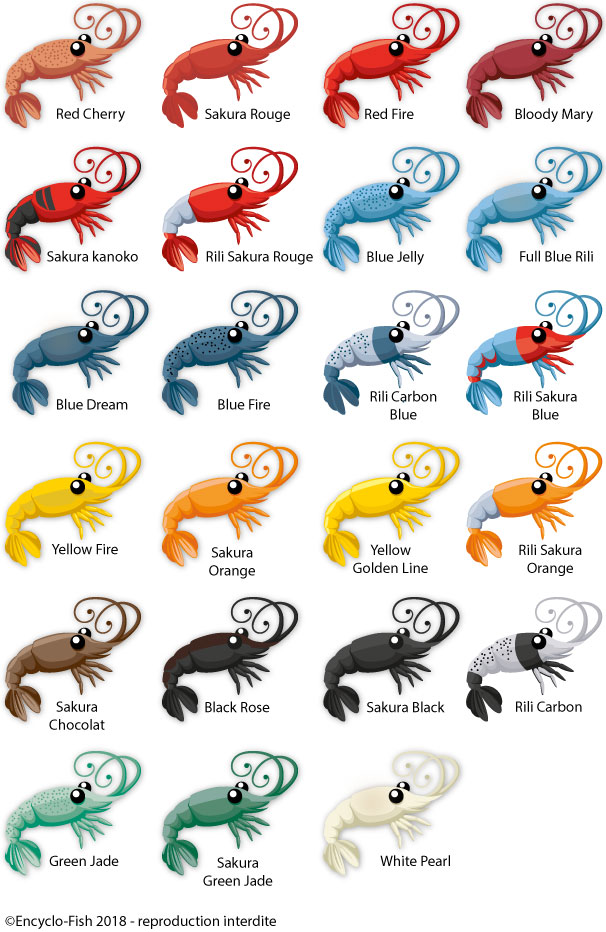 Red Cherry
Sakura Rouge
Red Fire
Bloody Mary
Sakura kanoko
Rili Sakura Rouge
Blue Jelly
Full Blue Rili
Blue Dream
Blue Fire
Rili Carbon
Blue
Rili Sakura
Blue
Yellow Fire
Sakura
Orange
Yellow
Golden Line
Rili Sakura
Orange
Sakura
Chocolat
Black Rose
Sakura Black
Rili Carbon
Green Jade
Sakura
Green Jade
White Pearl
©Encyclo-Fish 2018 - reproduction interdite